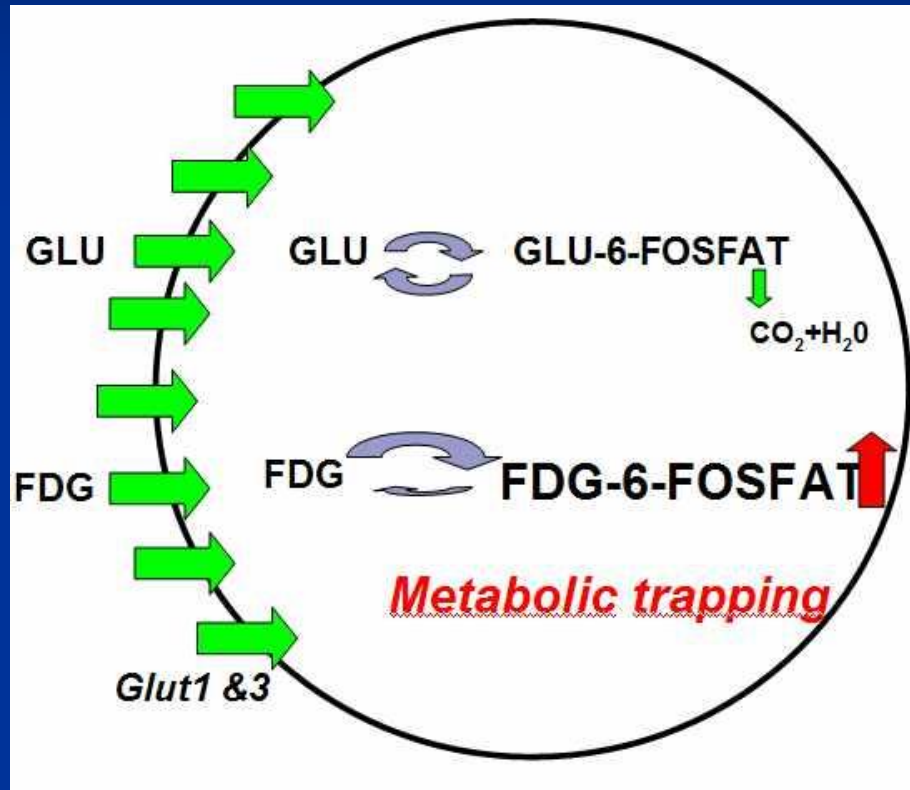 GLU GLU GLU-6-FOSFAT
CO₂+H₂0
FDG FDG FDG-6-FOSFAT
Metabolic trapping
Glut1 &3